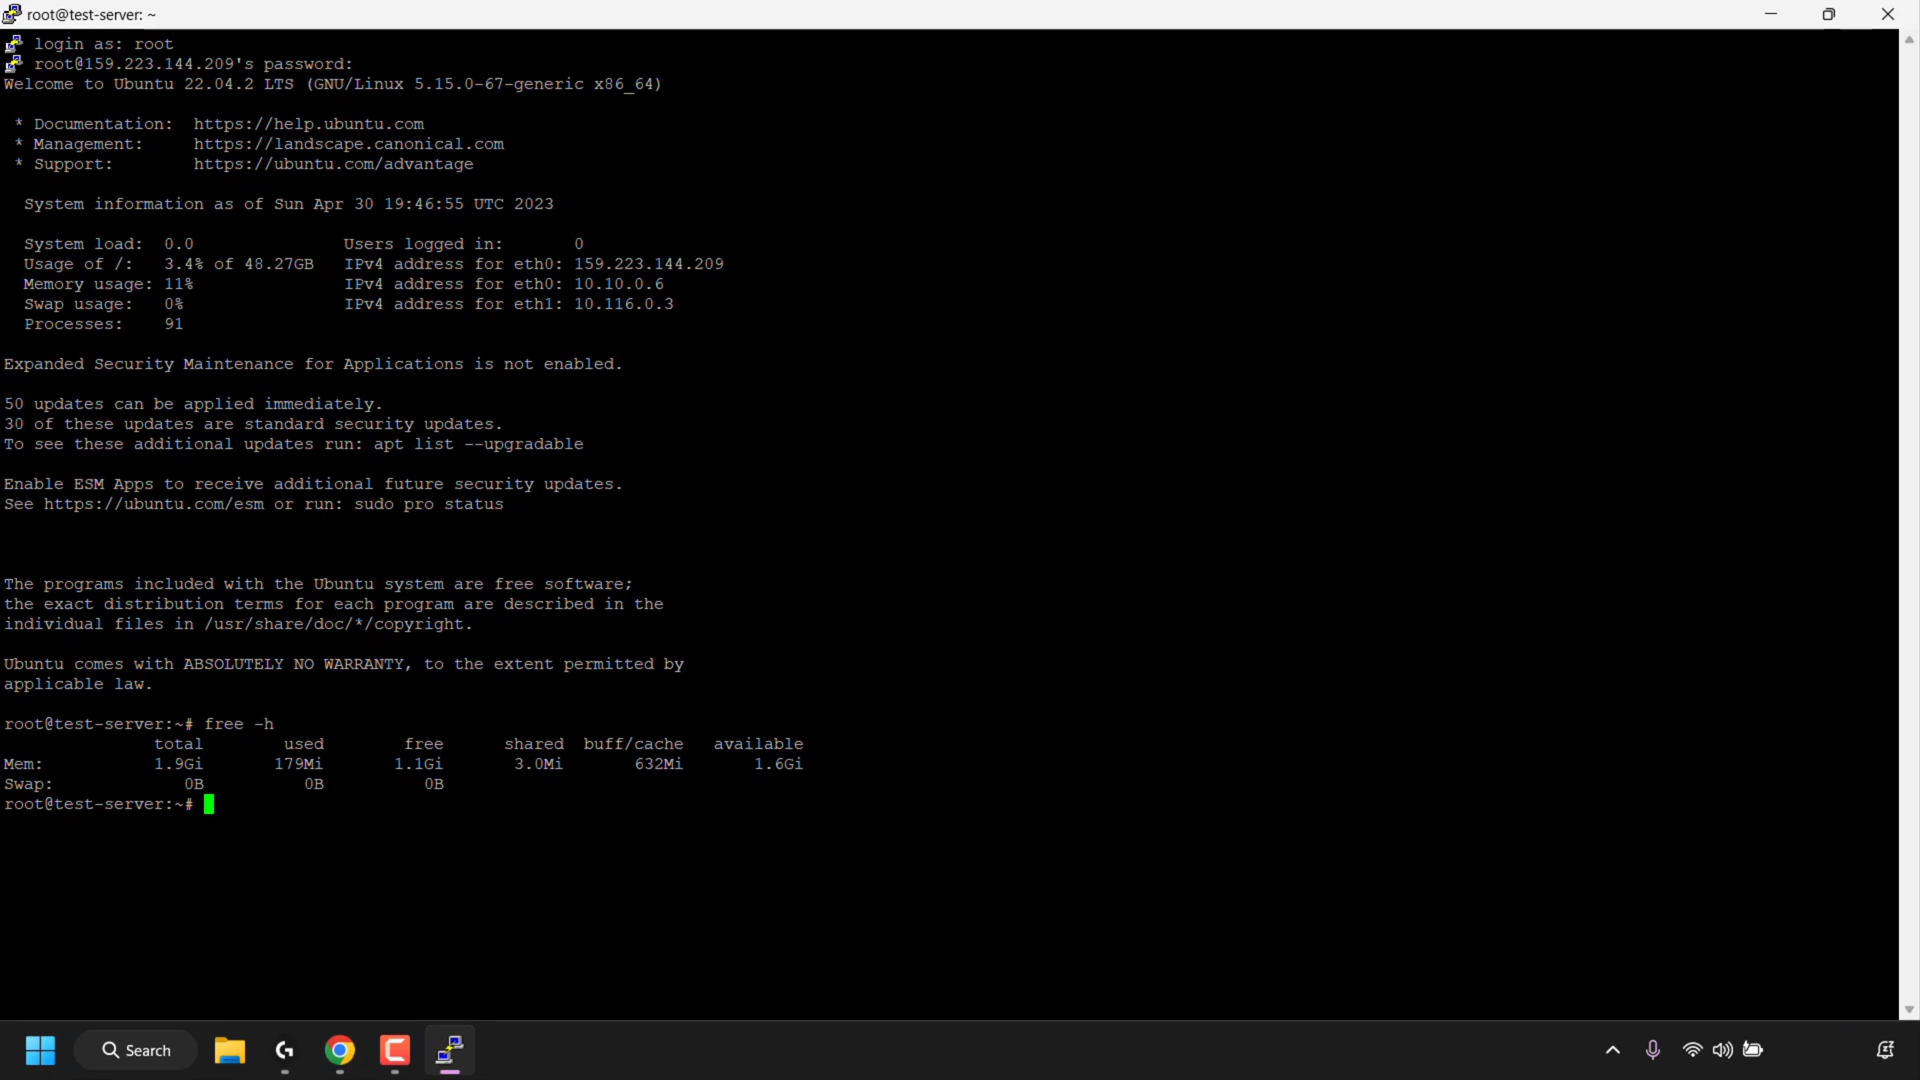 root@test-server: ~
login as: root
root@159.223.144.209's password:
Welcome to Ubuntu 22.04.2 LTS (GNU/Linux 5.15.0-67-generic x86_64)
 * Documentation:  https://help.ubuntu.com
 * Management:     https://landscape.canonical.com
 * Support:        https://ubuntu.com/advantage
  System information as of Sun Apr 30 19:46:55 UTC 2023
  System load:  0.0               Users logged in:       0
  Usage of /:   3.4% of 48.27GB   IPv4 address for eth0: 159.223.144.209
  Memory usage: 11%               IPv4 address for eth0: 10.10.0.6
  Swap usage:   0%                IPv4 address for eth1: 10.116.0.3
  Processes:    91
Expanded Security Maintenance for Applications is not enabled.
50 updates can be applied immediately.
30 of these updates are standard security updates.
To see these additional updates run: apt list --upgradable
Enable ESM Apps to receive additional future security updates.
See https://ubuntu.com/esm or run: sudo pro status
The programs included with the Ubuntu system are free software;
the exact distribution terms for each program are described in the
individual files in /usr/share/doc/*/copyright.
Ubuntu comes with ABSOLUTELY NO WARRANTY, to the extent permitted by
applicable law.
root@test-server:~# free -h
               total        used        free      shared  buff/cache   available
Mem:           1.9Gi       179Mi       1.1Gi       3.0Mi       632Mi       1.6Gi
Swap:             0B          0B          0B
root@test-server:~#
Search